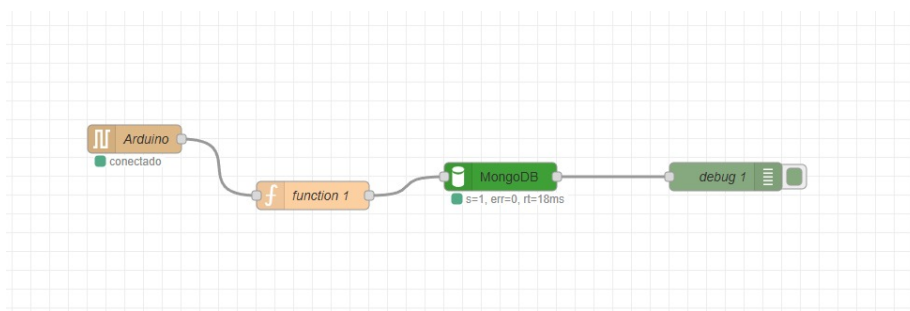 Arduino
conectado
function 1
MongoDB
s=1, err=0, rt=18ms
debug 1